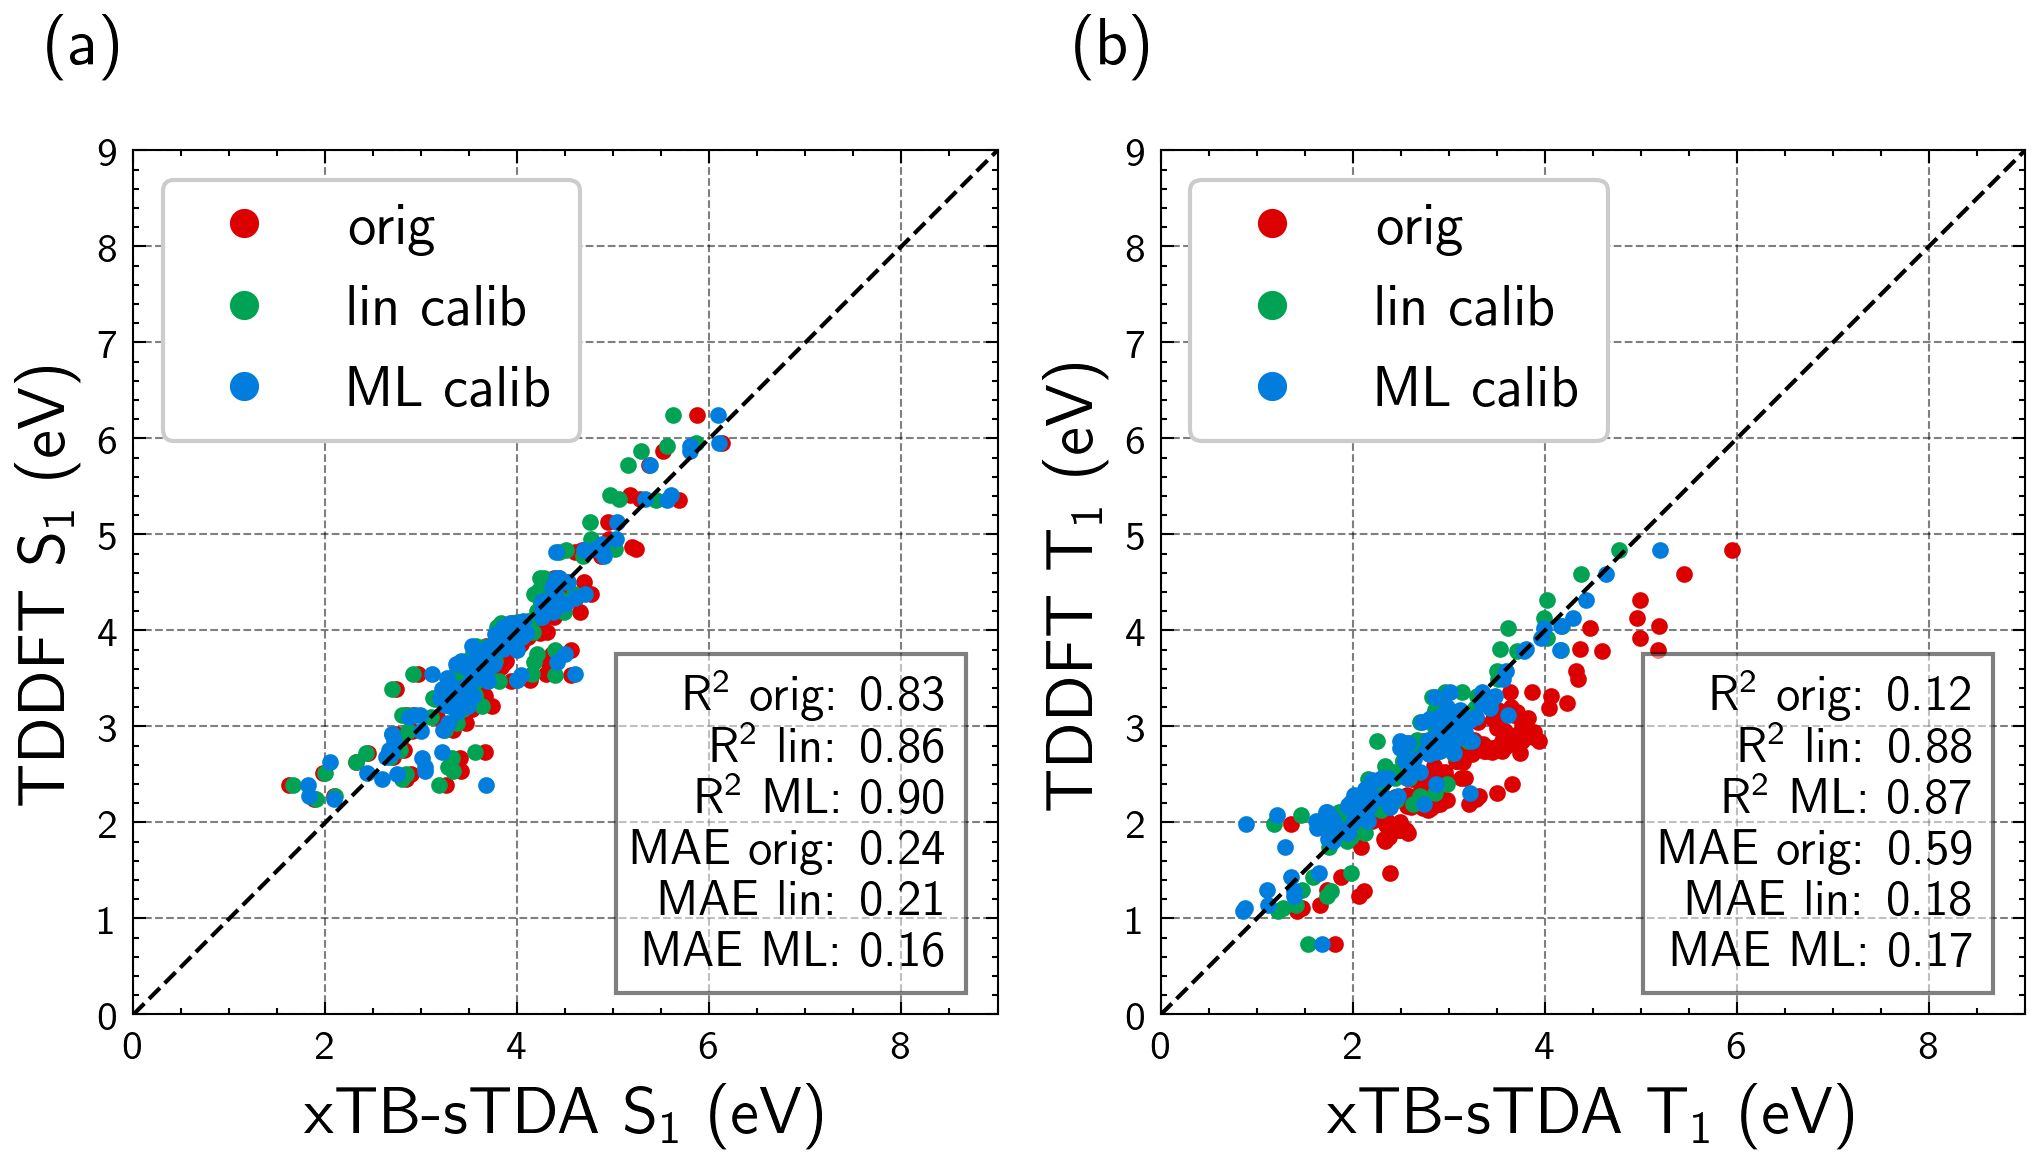 (a)
TDDFT S₁ (eV)
9
8
7
6
5
4
3
2
1
0
orig
lin calib
ML calib
R² orig: 0.83
R² lin: 0.86
R² ML: 0.90
MAE orig: 0.24
MAE lin: 0.21
MAE ML: 0.16
0 2 4 6 8
xTB-sTDA S₁ (eV)
(b)
TDDFT T₁ (eV)
9
8
7
6
5
4
3
2
1
0
orig
lin calib
ML calib
R² orig: 0.12
R² lin: 0.88
R² ML: 0.87
MAE orig: 0.59
MAE lin: 0.18
MAE ML: 0.17
0 2 4 6 8
xTB-sTDA T₁ (eV)